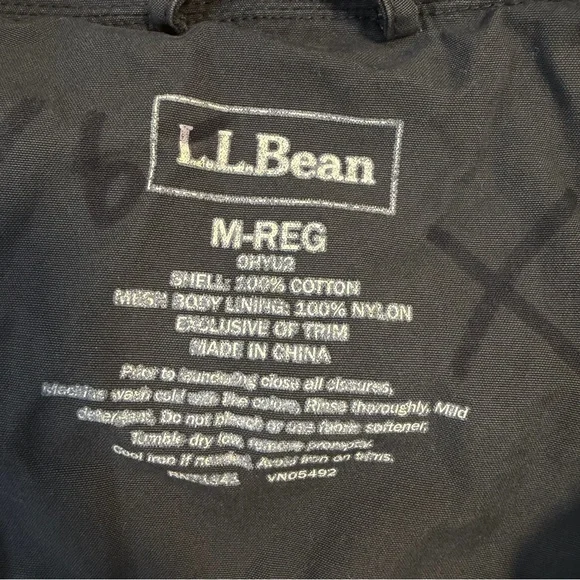 L.L.Bean
M-REG
0HYU2
SHELL: 100% COTTON
MESH BODY LINING: 100% NYLON
EXCLUSIVE OF TRIM
MADE IN CHINA
Prior to laundering close all closures.
Machine wash cold with like colors. Rinse thoroughly. Mild
detergent. Do not bleach or use fabric softener.
Tumble dry low, remove promptly.
Cool iron if needed. Avoid iron on trims.
VN05492